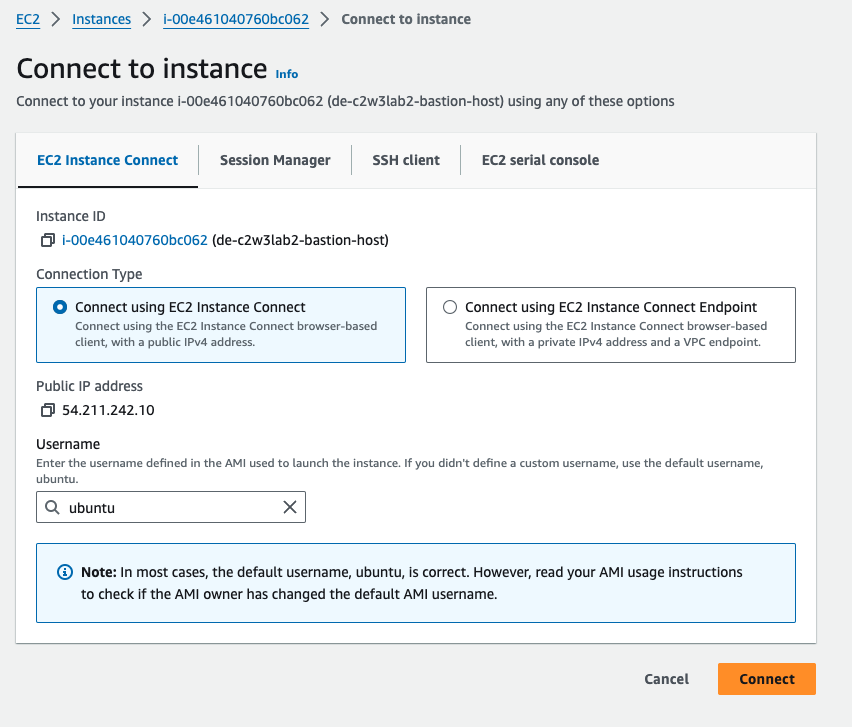 EC2 > Instances > i-00e461040760bc062 > Connect to instance
Connect to instance Info
Connect to your instance i-00e461040760bc062 (de-c2w3lab2-bastion-host) using any of these options
EC2 Instance Connect Session Manager SSH client EC2 serial console
Instance ID
i-00e461040760bc062 (de-c2w3lab2-bastion-host)
Connection Type
Connect using EC2 Instance Connect
Connect using the EC2 Instance Connect browser-based
client, with a public IPv4 address.
Connect using EC2 Instance Connect Endpoint
Connect using the EC2 Instance Connect browser-based
client, with a private IPv4 address and a VPC endpoint.
Public IP address
54.211.242.10
Username
Enter the username defined in the AMI used to launch the instance. If you didn't define a custom username, use the default username,
ubuntu.
ubuntu
Note: In most cases, the default username, ubuntu, is correct. However, read your AMI usage instructions
to check if the AMI owner has changed the default AMI username.
Cancel Connect